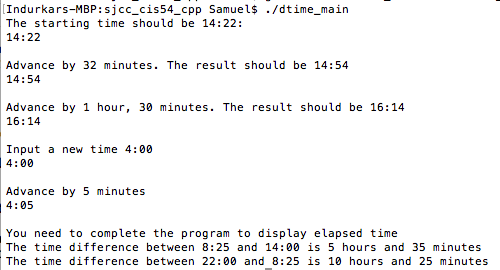 Indurkars-MBP:sjcc_cis54_cpp Samuel$ ./dtime_main
The starting time should be 14:22:
14:22
Advance by 32 minutes. The result should be 14:54
14:54
Advance by 1 hour, 30 minutes. The result should be 16:14
16:14
Input a new time 4:00
4:00
Advance by 5 minutes
4:05
You need to complete the program to display elapsed time
The time difference between 8:25 and 14:00 is 5 hours and 35 minutes
The time difference between 22:00 and 8:25 is 10 hours and 25 minutes